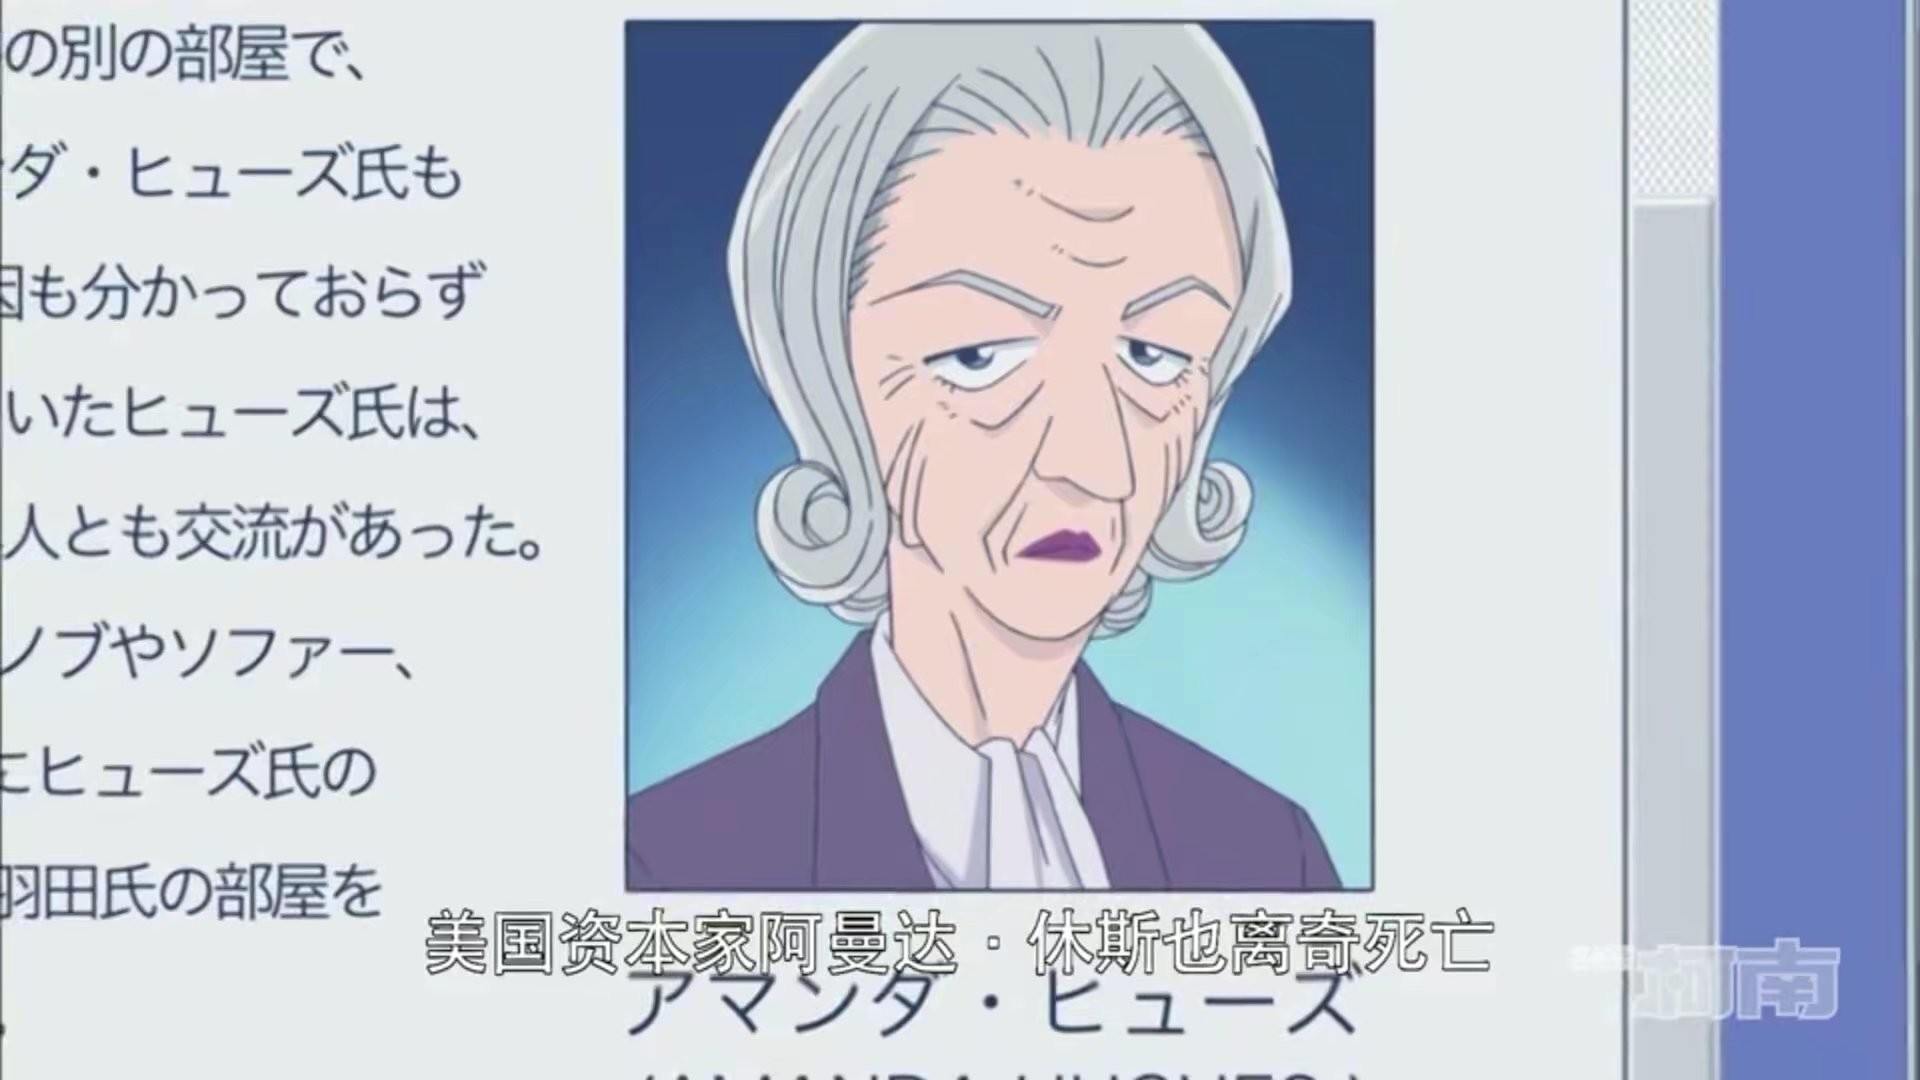 の別の部屋で、
ダ・ヒューズ氏も
因も分かっておらず
いたヒューズ氏は、
人とも交流があった。
ノブやソファー、
にヒューズ氏の
羽田氏の部屋を
美国资本家阿曼达·休斯也离奇死亡
アマンダ・ヒューズ
柯南